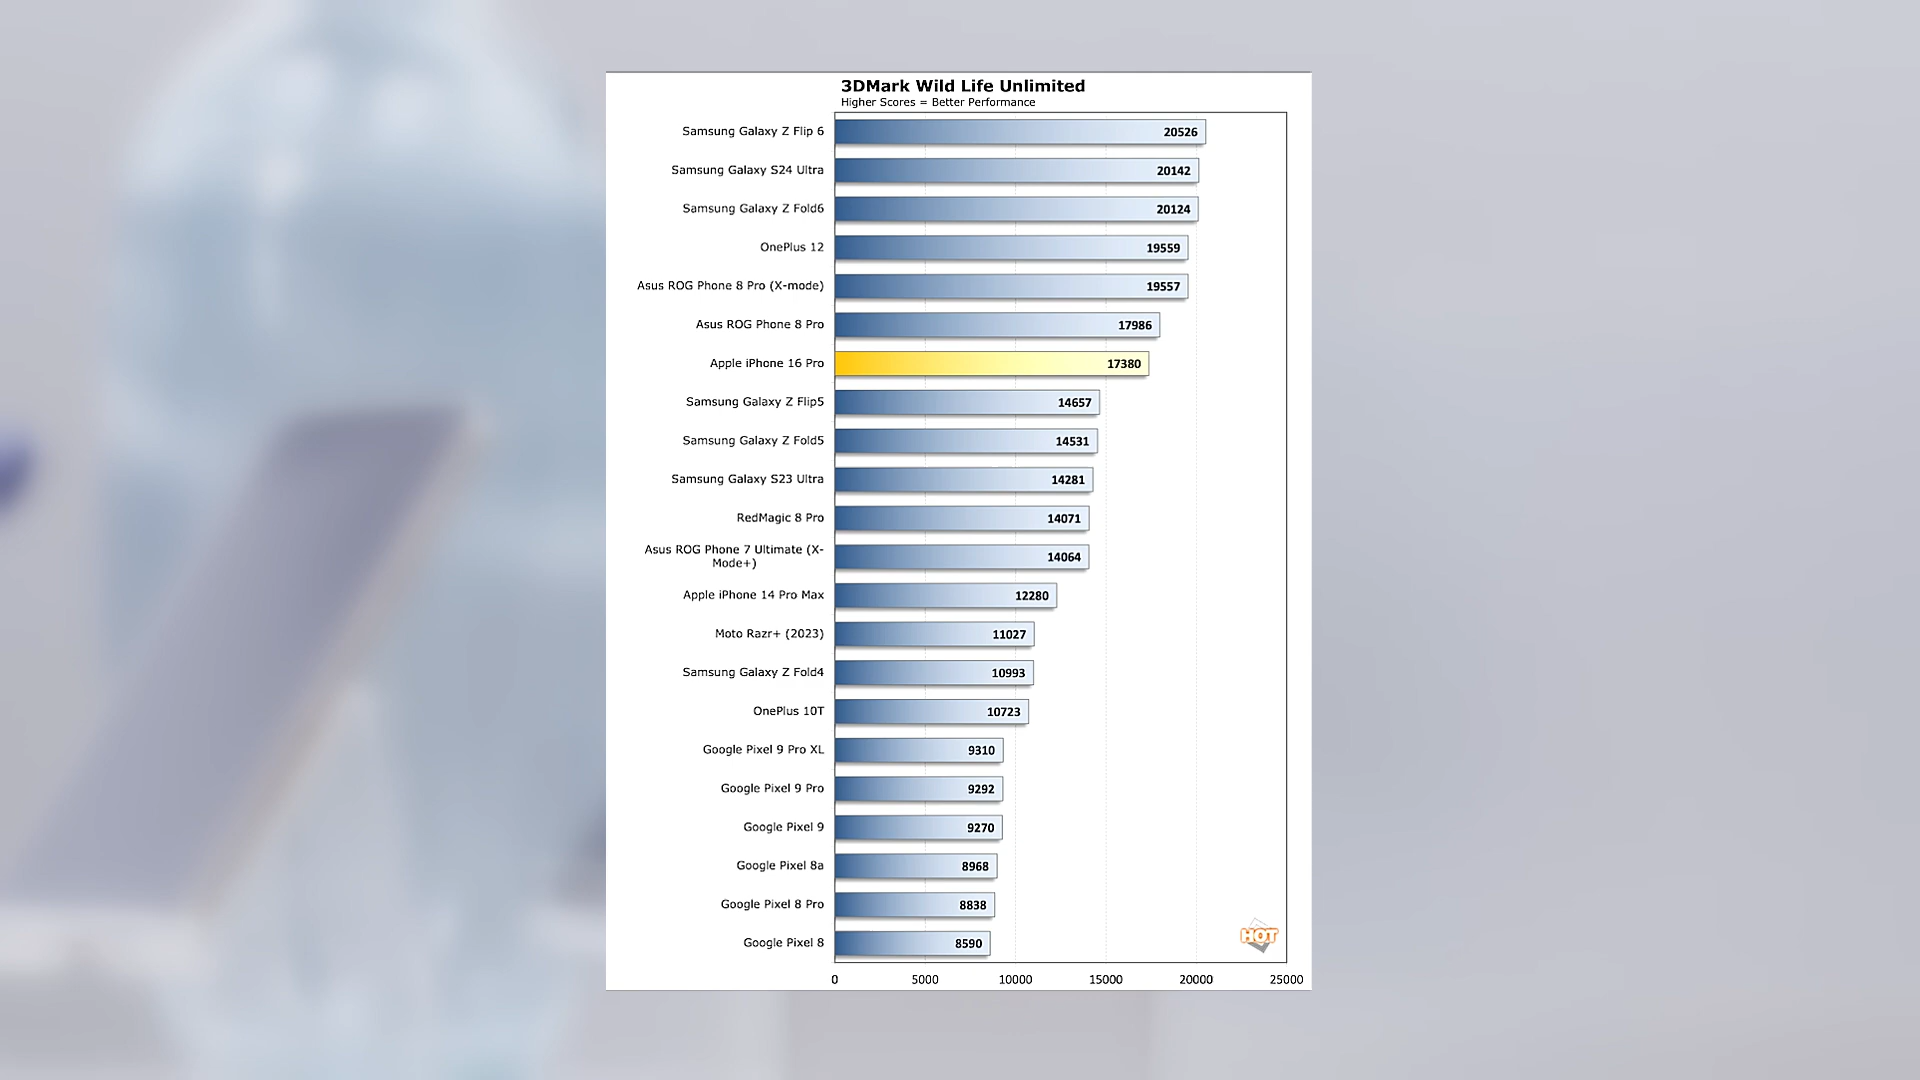 3DMark Wild Life Unlimited
Higher Scores = Better Performance
Samsung Galaxy Z Flip 6 20526
Samsung Galaxy S24 Ultra 20142
Samsung Galaxy Z Fold6 20124
OnePlus 12 19559
Asus ROG Phone 8 Pro (X-mode) 19557
Asus ROG Phone 8 Pro 17986
Apple iPhone 16 Pro 17380
Samsung Galaxy Z Flip5 14657
Samsung Galaxy Z Fold5 14531
Samsung Galaxy S23 Ultra 14281
RedMagic 8 Pro 14071
Asus ROG Phone 7 Ultimate (X-
Mode+) 14064
Apple iPhone 14 Pro Max 12280
Moto Razr+ (2023) 11027
Samsung Galaxy Z Fold4 10993
OnePlus 10T 10723
Google Pixel 9 Pro XL 9310
Google Pixel 9 Pro 9292
Google Pixel 9 9270
Google Pixel 8a 8968
Google Pixel 8 Pro 8838
Google Pixel 8 8590
HOT
0 5000 10000 15000 20000 25000